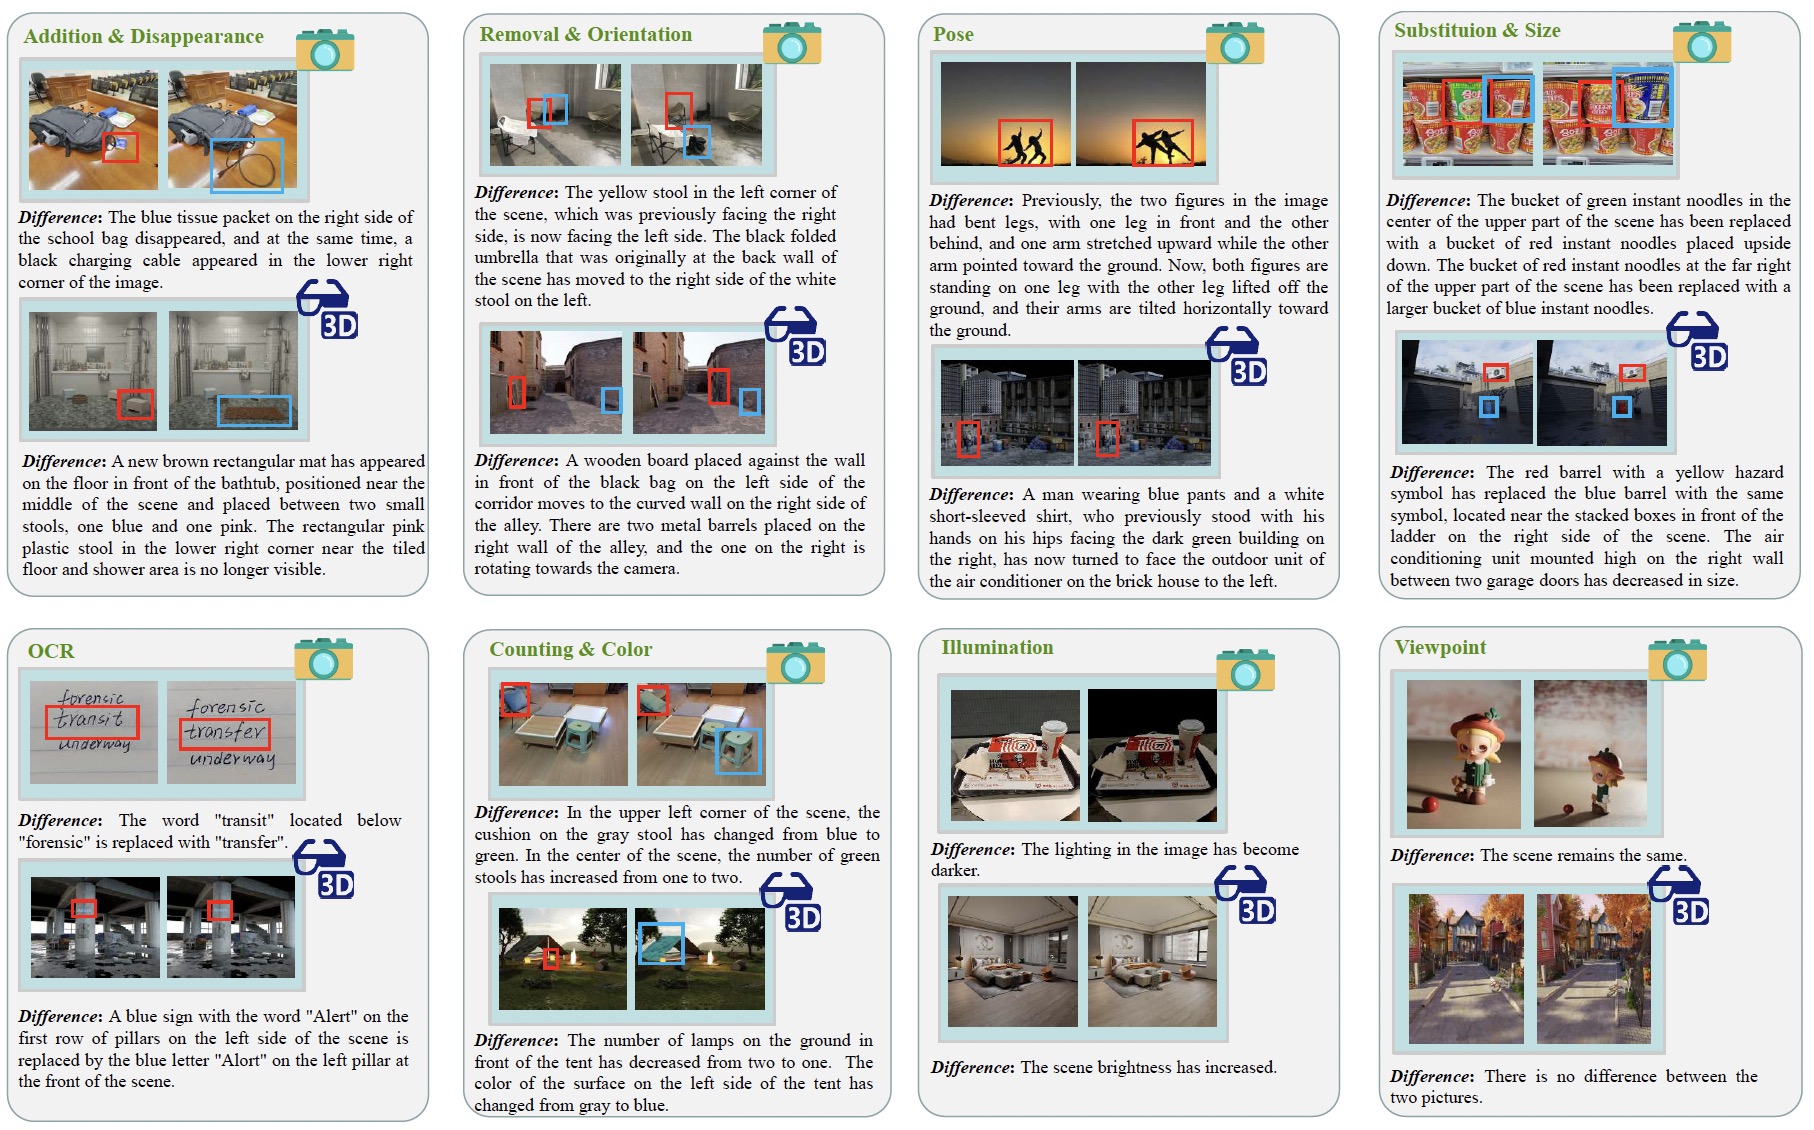 Addition & Disappearance
Difference: The blue tissue packet on the right side of
the school bag disappeared, and at the same time, a
black charging cable appeared in the lower right
corner of the image.
3D
Difference: A new brown rectangular mat has appeared
on the floor in front of the bathtub, positioned near the
middle of the scene and placed between two small
stools, one blue and one pink. The rectangular pink
plastic stool in the lower right corner near the tiled
floor and shower area is no longer visible.
Removal & Orientation
Difference: The yellow stool in the left corner of
the scene, which was previously facing the right
side, is now facing the left side. The black folded
umbrella that was originally at the back wall of
the scene has moved to the right side of the white
stool on the left.
3D
Difference: A wooden board placed against the wall
in front of the black bag on the left side of the
corridor moves to the curved wall on the right side of
the alley. There are two metal barrels placed on the
right wall of the alley, and the one on the right is
rotating towards the camera.
Pose
Difference: Previously, the two figures in the image
had bent legs, with one leg in front and the other
behind, and one arm stretched upward while the other
arm pointed toward the ground. Now, both figures are
standing on one leg with the other leg lifted off the
ground, and their arms are tilted horizontally toward
the ground.
3D
Difference: A man wearing blue pants and a white
short-sleeved shirt, who previously stood with his
hands on his hips facing the dark green building on
the right, has now turned to face the outdoor unit of
the air conditioner on the brick house to the left.
Substituion & Size
Difference: The bucket of green instant noodles in the
center of the upper part of the scene has been replaced
with a bucket of red instant noodles placed upside
down. The bucket of red instant noodles at the far right
of the upper part of the scene has been replaced with a
larger bucket of blue instant noodles.
3D
Difference: The red barrel with a yellow hazard
symbol has replaced the blue barrel with the same
symbol, located near the stacked boxes in front of the
ladder on the right side of the scene. The air
conditioning unit mounted high on the right wall
between two garage doors has decreased in size.
OCR
forensic
transit
underway
forensic
transfer
underway
Difference: The word "transit" located below
"forensic" is replaced with "transfer".
3D
Difference: A blue sign with the word "Alert" on the
first row of pillars on the left side of the scene is
replaced by the blue letter "Alort" on the left pillar at
the front of the scene.
Counting & Color
Difference: In the upper left corner of the scene, the
cushion on the gray stool has changed from blue to
green. In the center of the scene, the number of green
stools has increased from one to two.
3D
Difference: The number of lamps on the ground in
front of the tent has decreased from two to one. The
color of the surface on the left side of the tent has
changed from gray to blue.
Illumination
Difference: The lighting in the image has become
darker.
3D
Difference: The scene brightness has increased.
Viewpoint
Difference: The scene remains the same.
3D
Difference: There is no difference between the
two pictures.